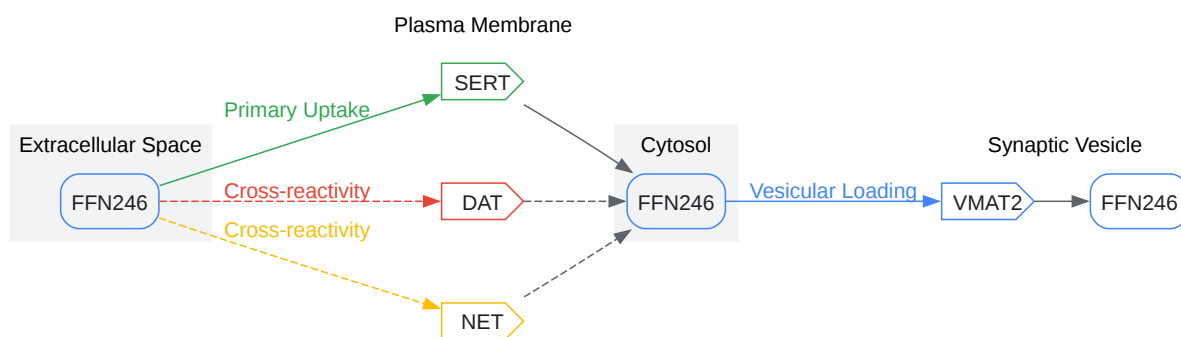 Plasma Membrane
SERT
Primary Uptake
Extracellular Space
Cytosol
Synaptic Vesicle
FFN246
Cross-reactivity
DAT
FFN246
Vesicular Loading
VMAT2
FFN246
Cross-reactivity
NET